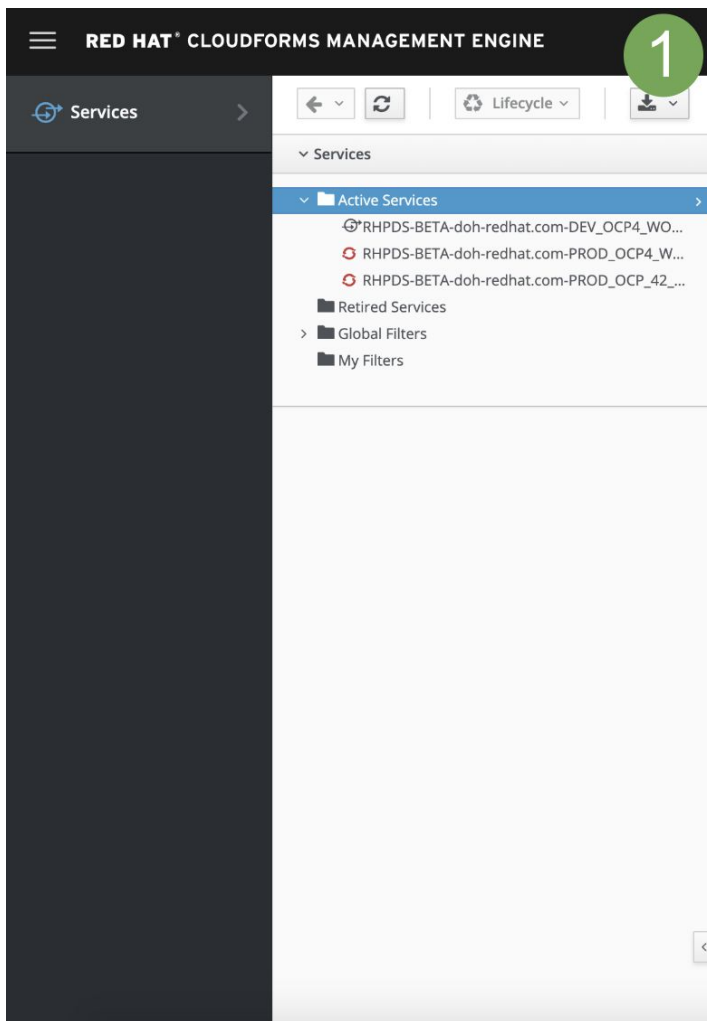 RED HAT® CLOUDFORMS MANAGEMENT ENGINE
1
Services
Lifecycle
Services
Active Services
RHPDS-BETA-doh-redhat.com-DEV_OCP4_WO...
RHPDS-BETA-doh-redhat.com-PROD_OCP4_W...
RHPDS-BETA-doh-redhat.com-PROD_OCP_42_...
Retired Services
Global Filters
My Filters